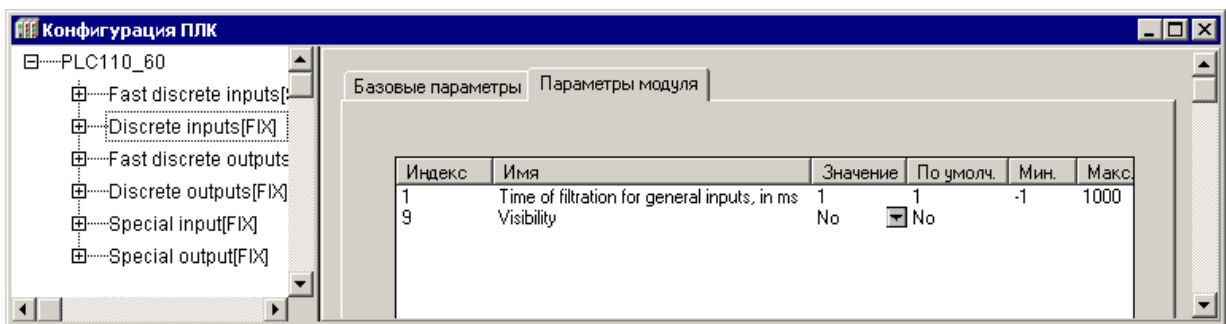 Конфигурация ПЛК
PLC110_60
Fast discrete inputs[
Discrete inputs[FIX]
Fast discrete outputs
Discrete outputs[FIX]
Special input[FIX]
Special output[FIX]
Базовые параметры Параметры модуля
Индекс Имя Значение По умолч. Мин. Макс.
1 Time of filtration for general inputs, in ms 1 1 -1 1000
9 Visibility No No